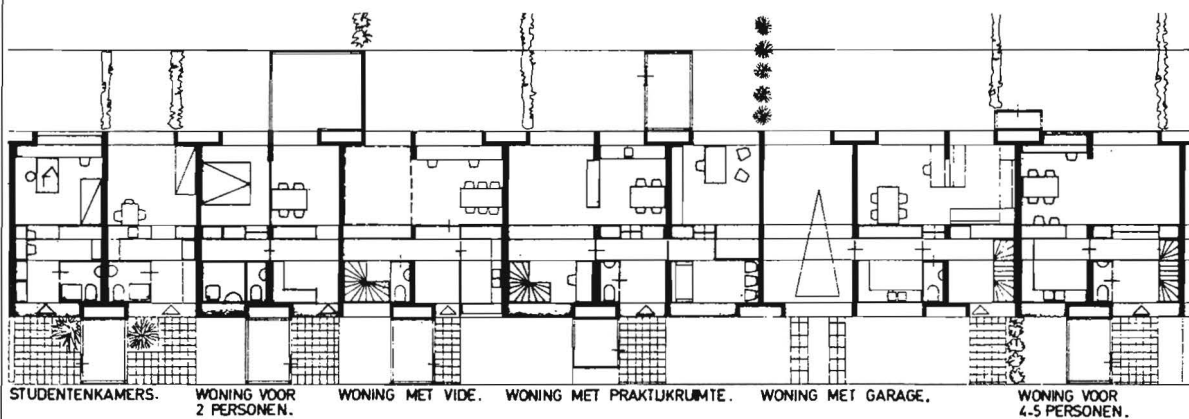 STUDENTENKAMERS.
WONING VOOR
2 PERSONEN.
WONING MET VIDE.
WONING MET PRAKTIJKRUIMTE.
WONING MET GARAGE.
WONING VOOR
4-5 PERSONEN.